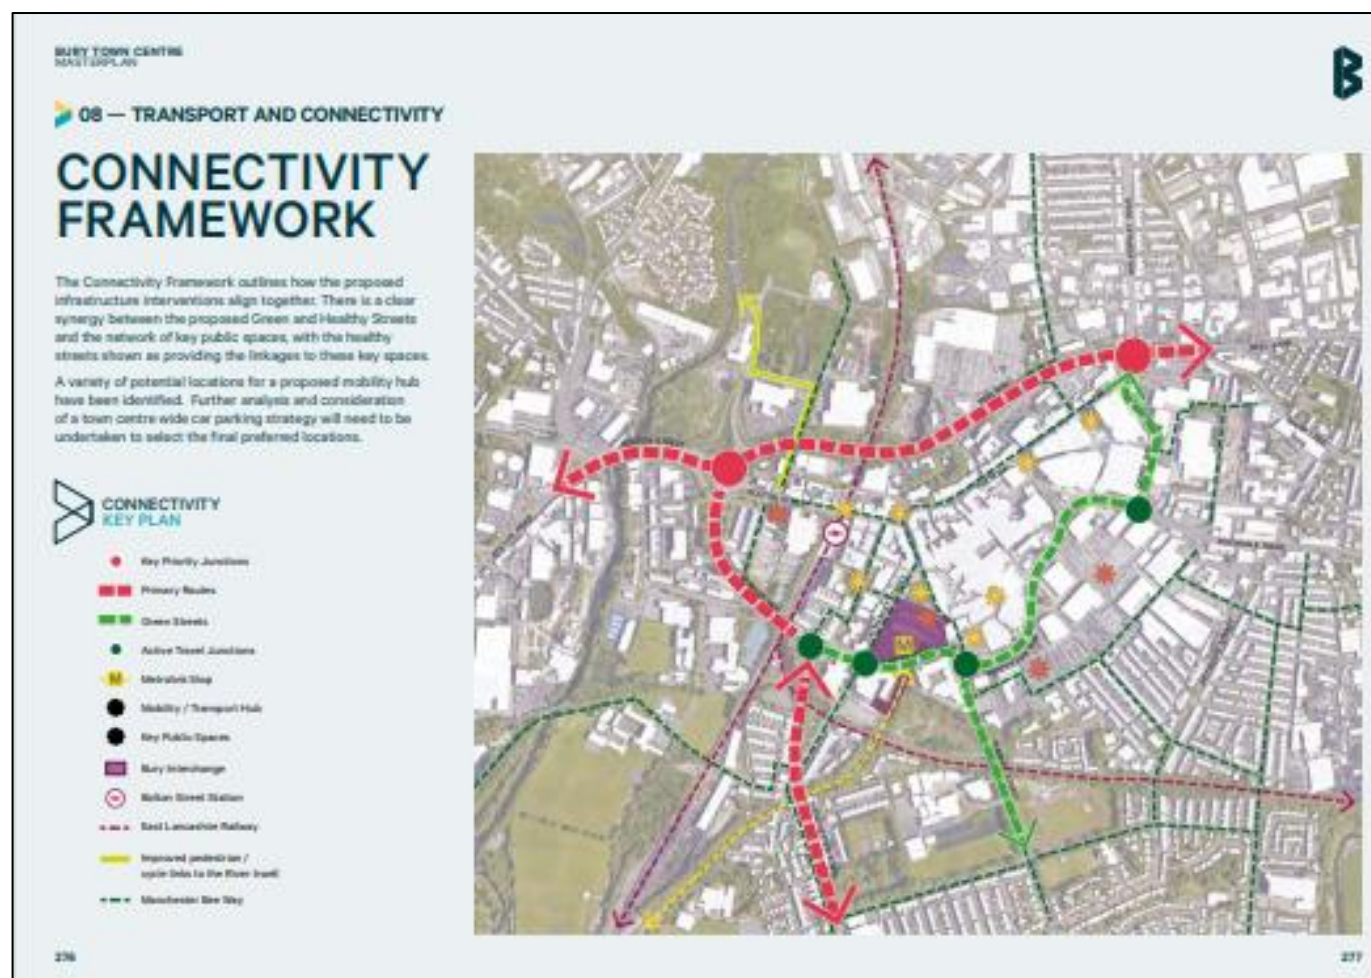 BURY TOWN CENTRE
MASTERPLAN
08 — TRANSPORT AND CONNECTIVITY
CONNECTIVITY
FRAMEWORK
The Connectivity Framework outlines how the proposed
infrastructure interventions align together. There is a clear
synergy between the proposed Green and Healthy Streets
and the network of key public spaces, with the healthy
streets shown as providing the linkages to these key spaces.
A variety of potential locations for a proposed mobility hub
have been identified. Further analysis and consideration
of a town centre wide car parking strategy will need to be
undertaken to select the final preferred locations.
CONNECTIVITY
KEY PLAN
Key Priority Junctions
Primary Routes
Green Streets
Active Travel Junctions
M
Metrolink Stop
Mobility / Transport Hub
Key Public Spaces
Bury Interchange
Bolton Street Station
East Lancashire Railway
Improved pedestrian /
cycle links to the River Irwell
Manchester Bee Way
M
276
277